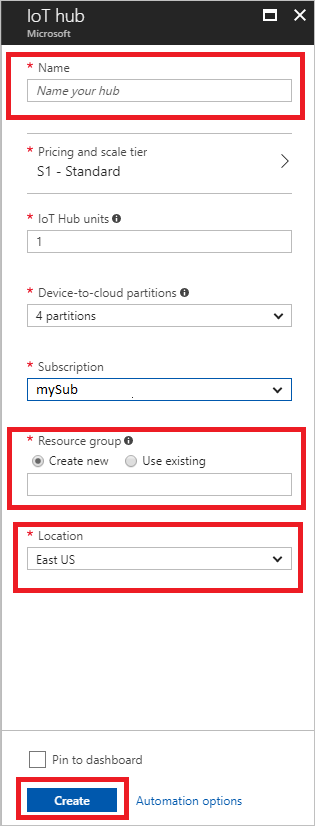 IoT hub
Microsoft
* Name
Name your hub
* Pricing and scale tier
S1 - Standard
* IoT Hub units
1
* Device-to-cloud partitions
4 partitions
* Subscription
mySub
* Resource group
Create new Use existing
* Location
East US
Pin to dashboard
Create Automation options